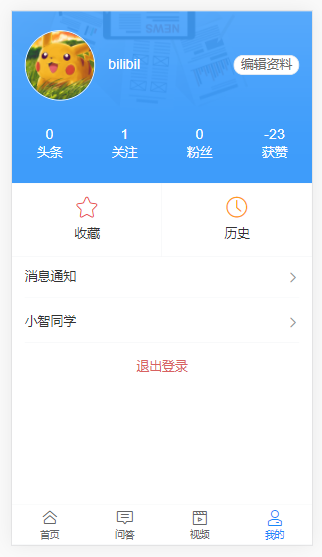 bilibil
编辑资料
0 1 0 -23
头条 关注 粉丝 获赞
收藏 历史
消息通知
小智同学
退出登录
首页 问答 视频 我的